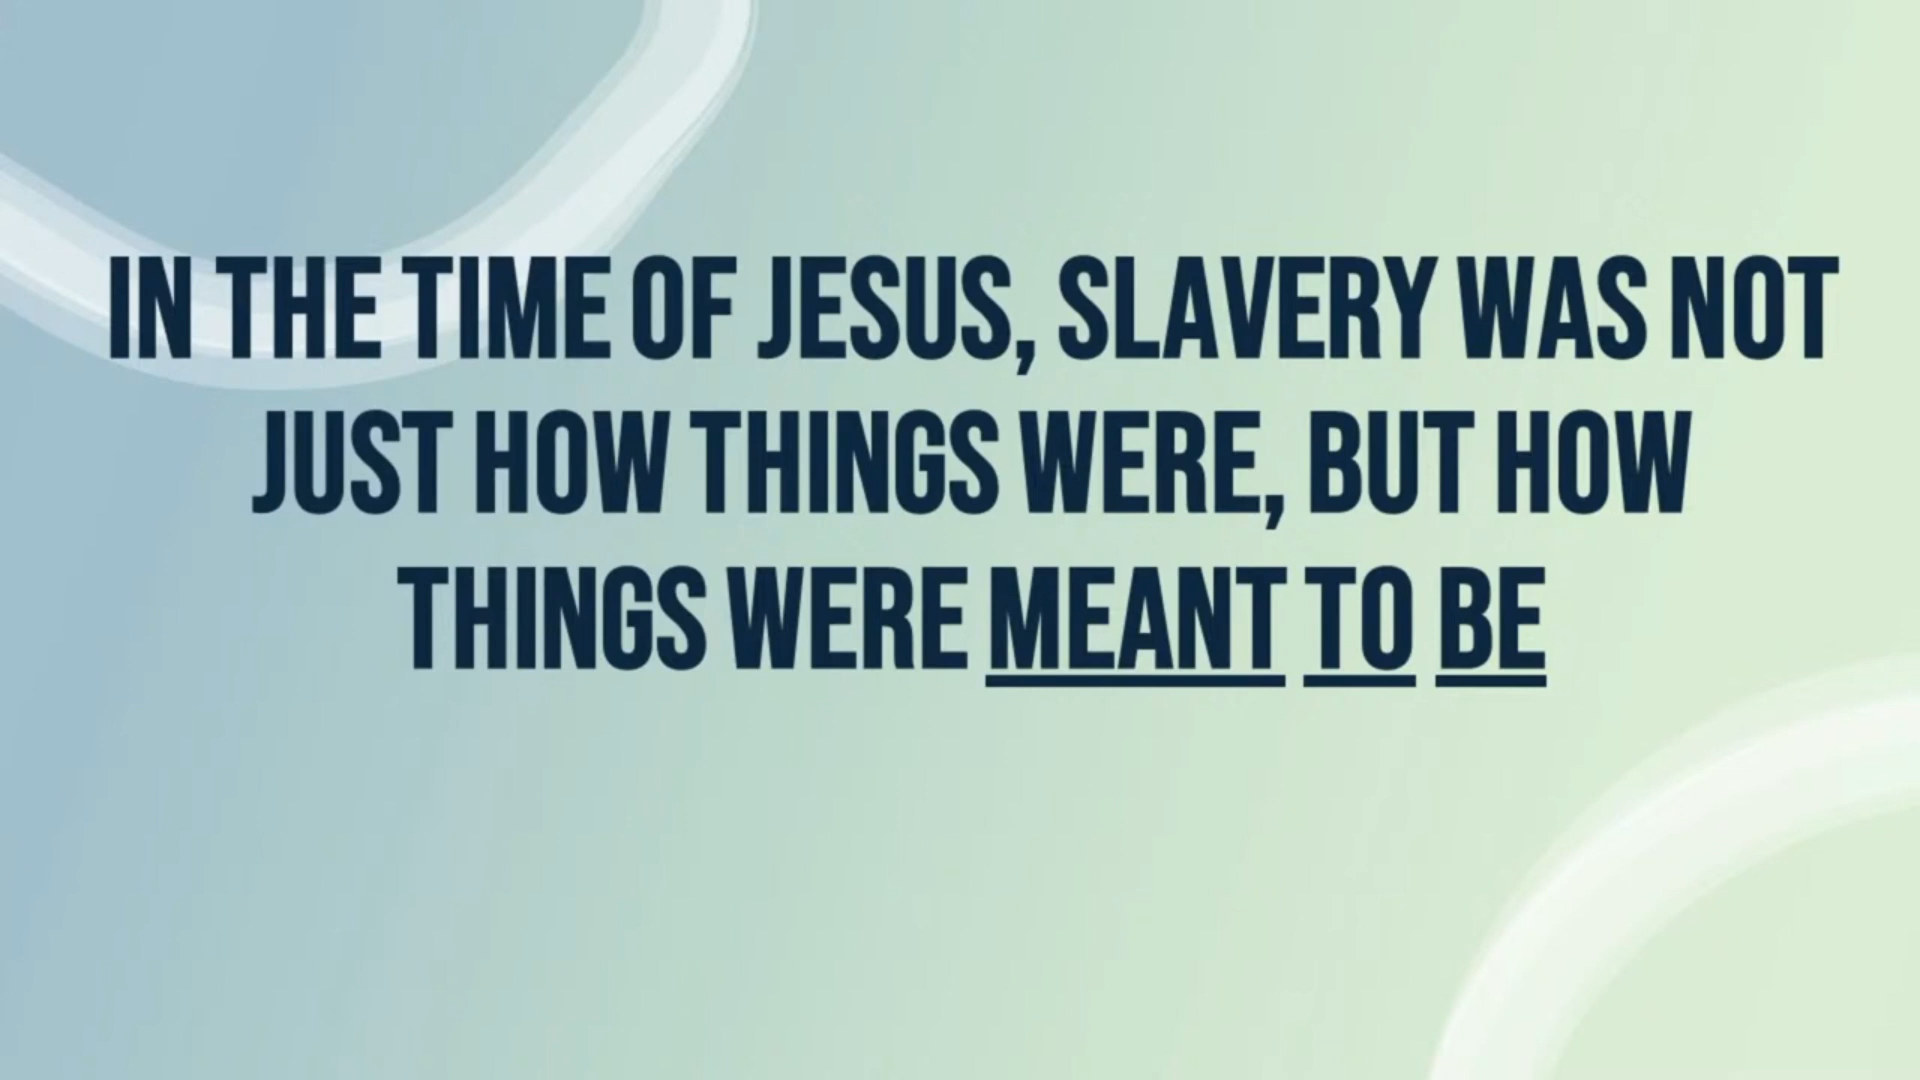 IN THE TIME OF JESUS, SLAVERY WAS NOT
JUST HOW THINGS WERE, BUT HOW
THINGS WERE MEANT TO BE